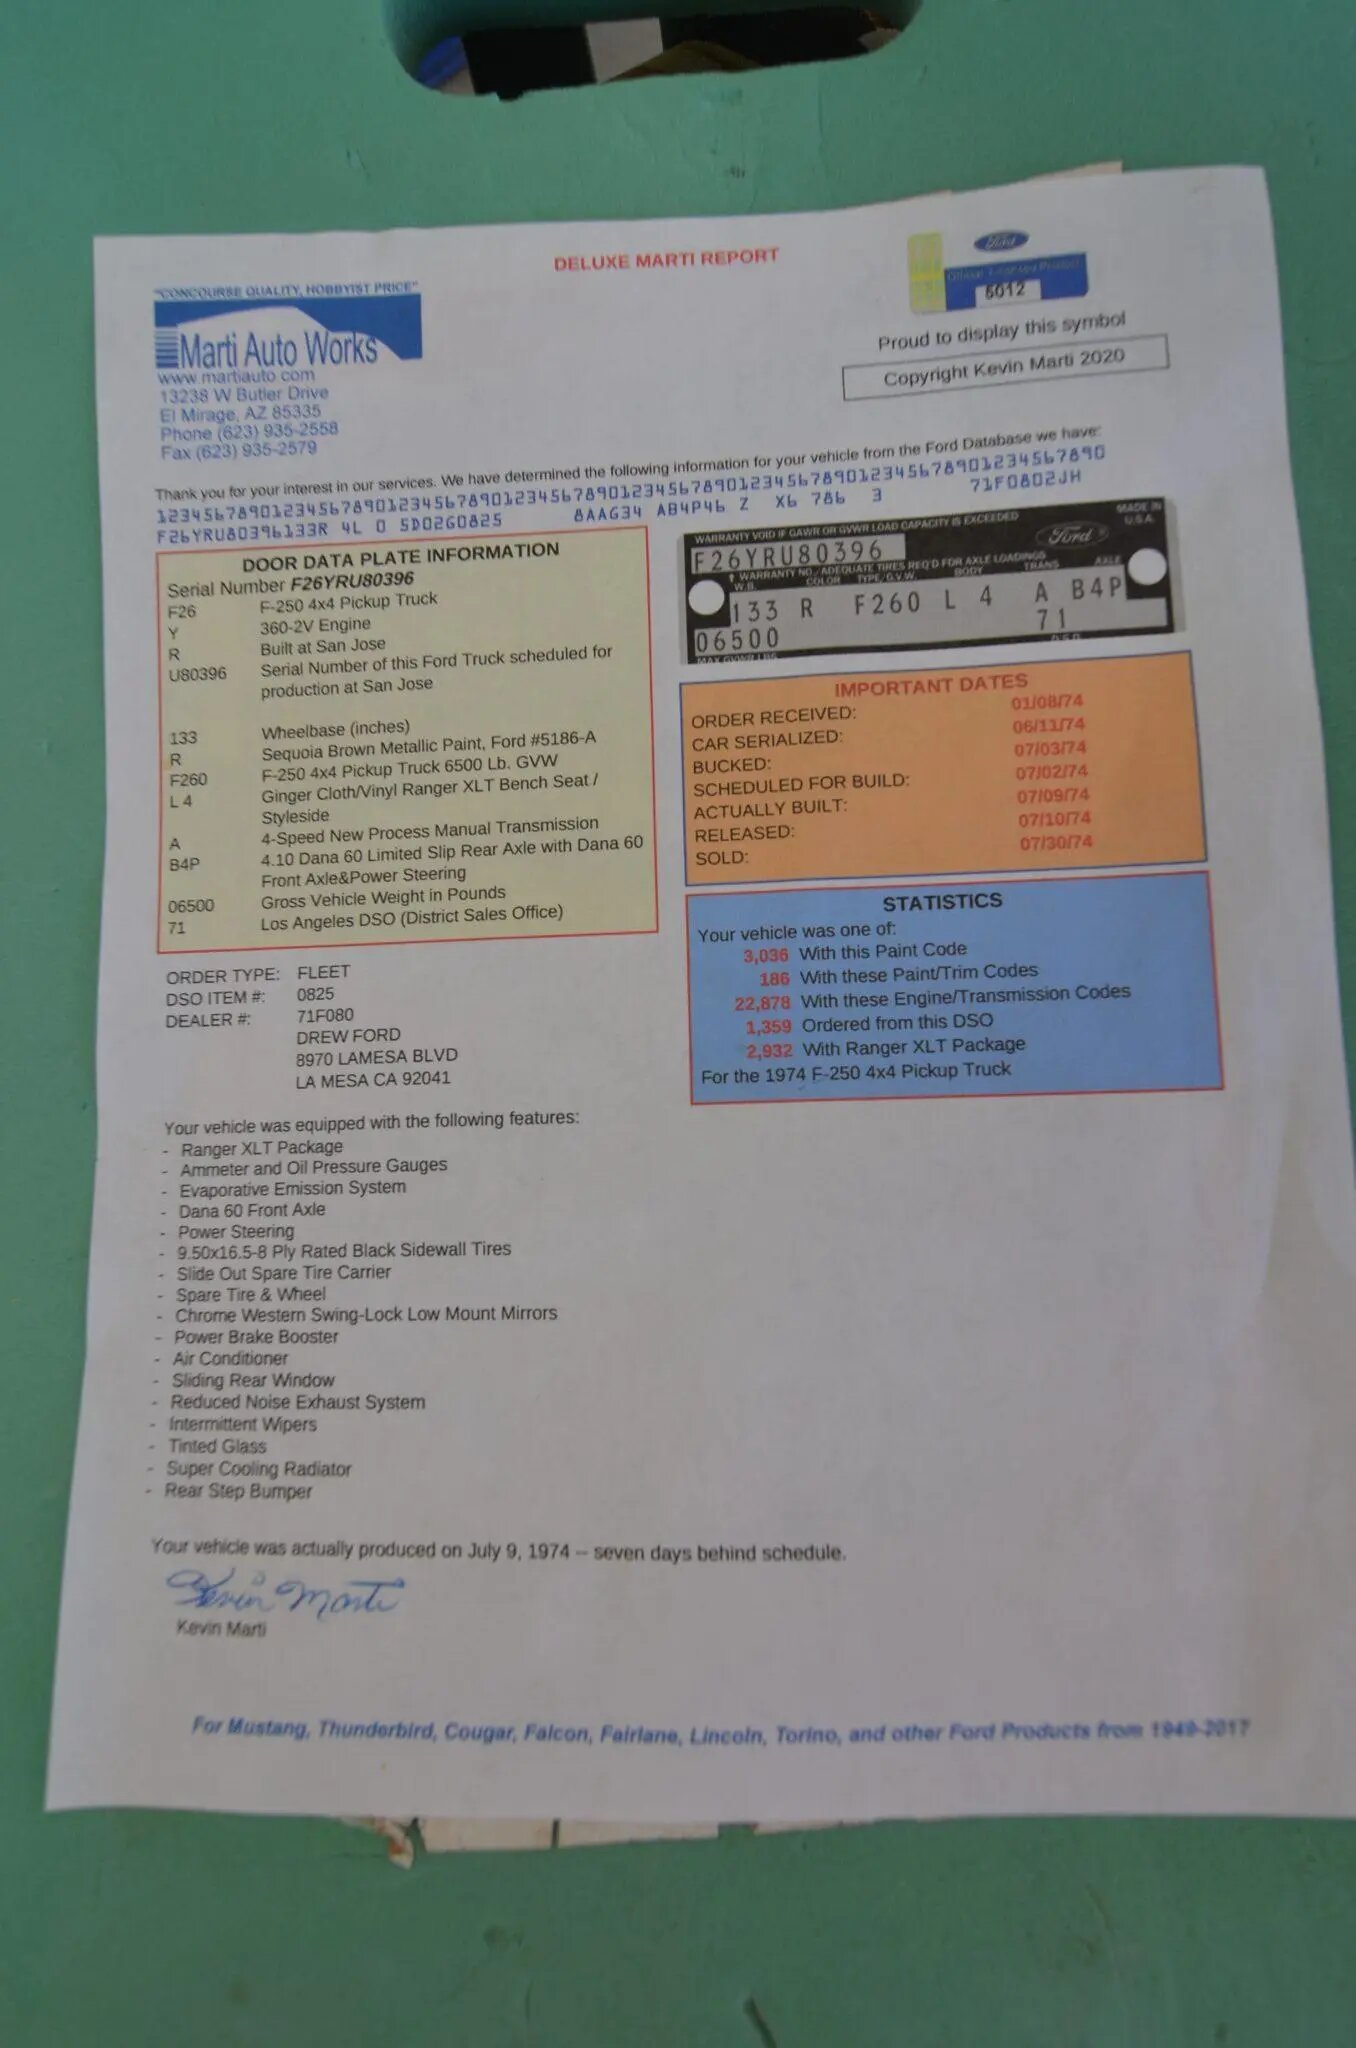 DELUXE MARTI REPORT
"CONCOURSE QUALITY, HOBBYIST PRICE"
Marti Auto Works
www.martiauto.com
13238 W Butler Drive
El Mirage, AZ 85335
Phone (623) 935-2558
Fax (623) 935-2579
Ford
Official Licensed Product
6012
Proud to display this symbol
Copyright Kevin Marti 2020
Thank you for your interest in our services. We have determined the following information for your vehicle from the Ford Database we have:
12345678901234567890123456789012345678901234567890123456789012345678901234567890
F26YRU80396133R 4L 0 5D02G0825 8AAG34 AB4P46 Z X6 786 3 71F0802JH
DOOR DATA PLATE INFORMATION
Serial Number F26YRU80396
F26 F-250 4x4 Pickup Truck
Y 360-2V Engine
R Built at San Jose
U80396 Serial Number of this Ford Truck scheduled for
production at San Jose
133 Wheelbase (inches)
R Sequoia Brown Metallic Paint, Ford #5186-A
F260 F-250 4x4 Pickup Truck 6500 Lb. GVW
L 4 Ginger Cloth/Vinyl Ranger XLT Bench Seat /
Styleside
A 4-Speed New Process Manual Transmission
B4P 4.10 Dana 60 Limited Slip Rear Axle with Dana 60
Front Axle&Power Steering
06500 Gross Vehicle Weight in Pounds
71 Los Angeles DSO (District Sales Office)
WARRANTY VOID IF GAWR OR GVWR LOAD CAPACITY IS EXCEEDED
Ford
MADE IN
U.S.A.
F26YRU80396
WARRANTY NO./ADEQUATE TIRES REQ'D FOR AXLE LOADINGS
W.B. COLOR TYPE/G.V.W. BODY TRANS AXLE
133 R F260 L 4 A B4P
06500 71
MAX GVWR LBS D.S.O.
IMPORTANT DATES
ORDER RECEIVED: 01/08/74
CAR SERIALIZED: 06/11/74
BUCKED: 07/03/74
SCHEDULED FOR BUILD: 07/02/74
ACTUALLY BUILT: 07/09/74
RELEASED: 07/10/74
SOLD: 07/30/74
STATISTICS
Your vehicle was one of:
3,036 With this Paint Code
186 With these Paint/Trim Codes
22,878 With these Engine/Transmission Codes
1,359 Ordered from this DSO
2,932 With Ranger XLT Package
For the 1974 F-250 4x4 Pickup Truck
ORDER TYPE: FLEET
DSO ITEM #: 0825
DEALER #: 71F080
DREW FORD
8970 LAMESA BLVD
LA MESA CA 92041
Your vehicle was equipped with the following features:
- Ranger XLT Package
- Ammeter and Oil Pressure Gauges
- Evaporative Emission System
- Dana 60 Front Axle
- Power Steering
- 9.50x16.5-8 Ply Rated Black Sidewall Tires
- Slide Out Spare Tire Carrier
- Spare Tire & Wheel
- Chrome Western Swing-Lock Low Mount Mirrors
- Power Brake Booster
- Air Conditioner
- Sliding Rear Window
- Reduced Noise Exhaust System
- Intermittent Wipers
- Tinted Glass
- Super Cooling Radiator
- Rear Step Bumper
Your vehicle was actually produced on July 9, 1974 -- seven days behind schedule.
Kevin Marti
Kevin Marti
For Mustang, Thunderbird, Cougar, Falcon, Fairlane, Lincoln, Torino, and other Ford Products from 1949-2017